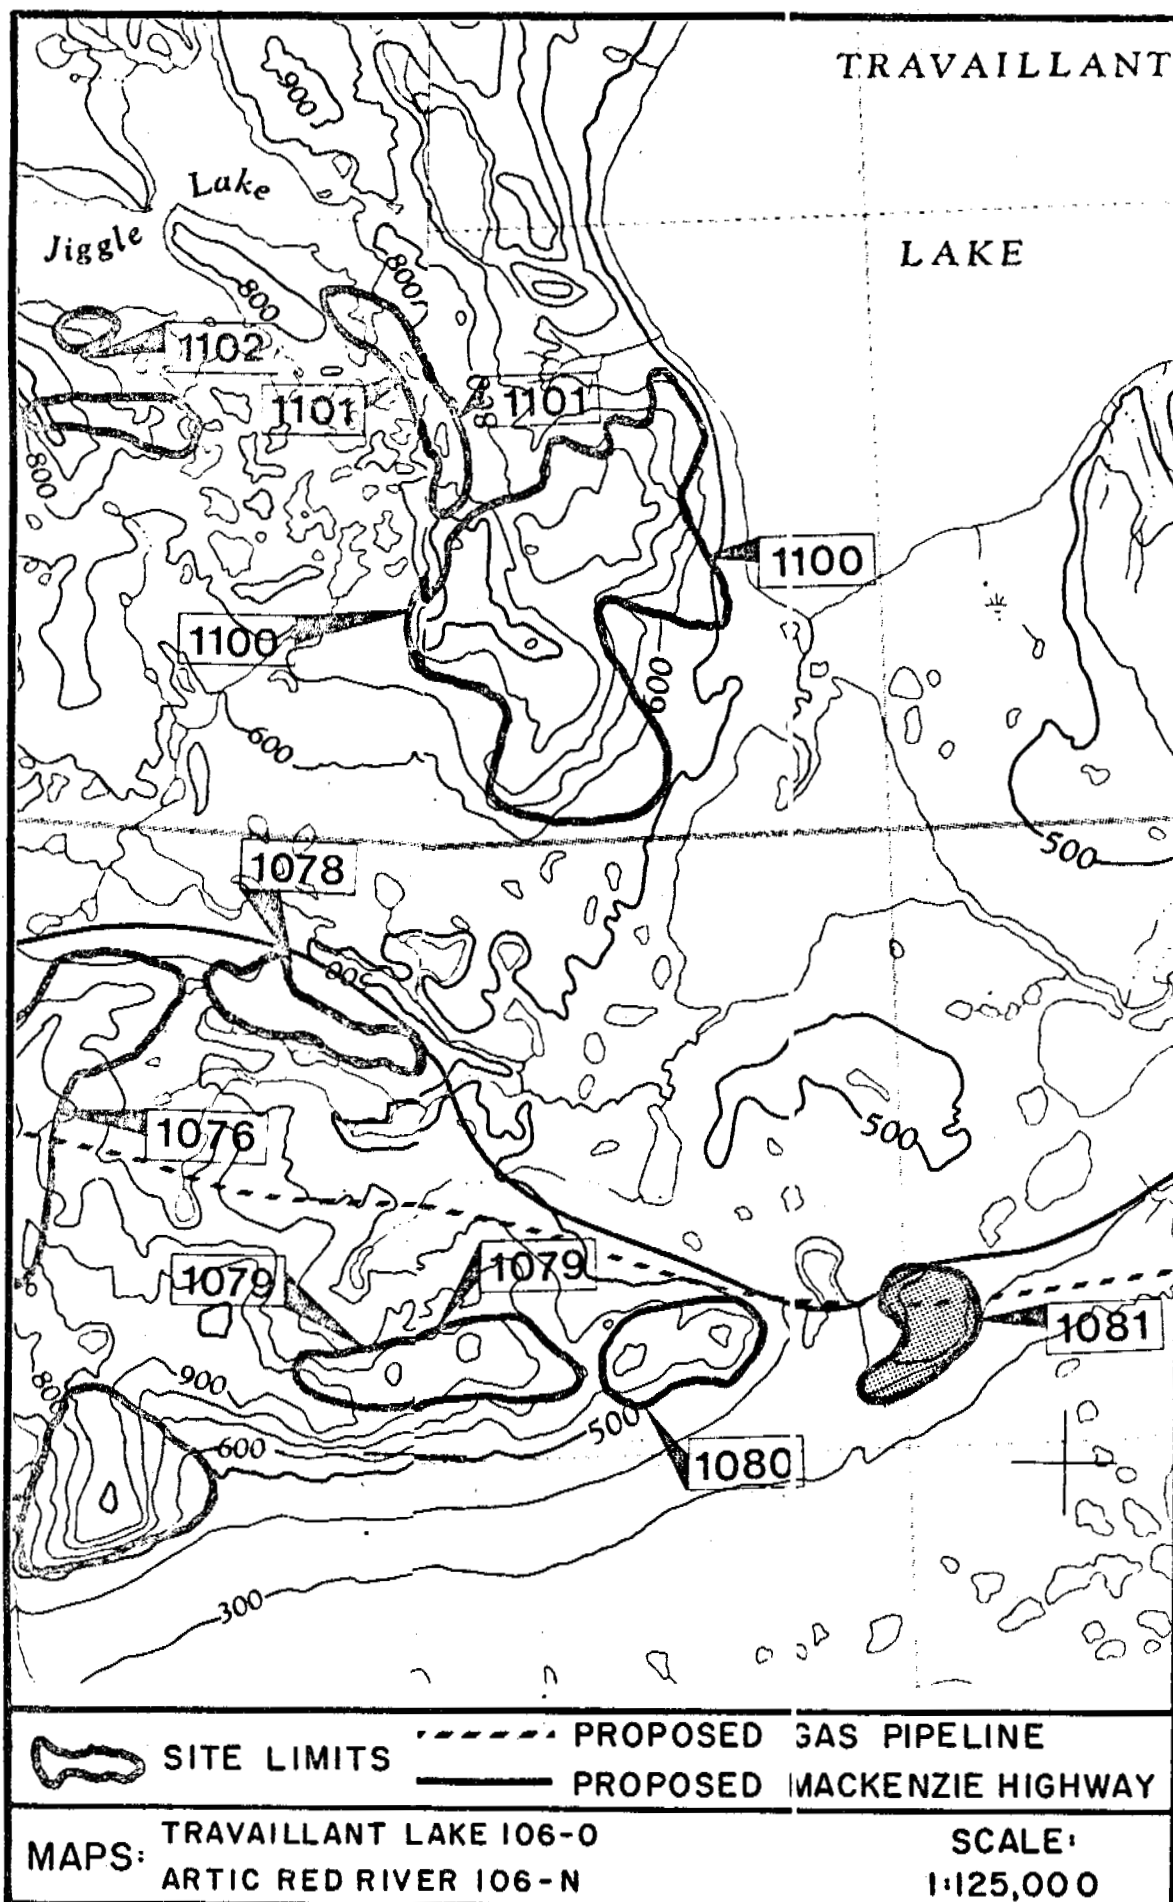 TRAVAILLANT
900
Lake
Jiggle
LAKE
800
800
1102
1101
1101
800
1100
1100
600
600
500
1078
00
1076
500
1079
1079
1081
800
900
500
600
1080
300
SITE LIMITS
PROPOSED GAS PIPELINE
PROPOSED MACKENZIE HIGHWAY
MAPS:
TRAVAILLANT LAKE 106-O
ARTIC RED RIVER 106-N
SCALE:
1:125,000